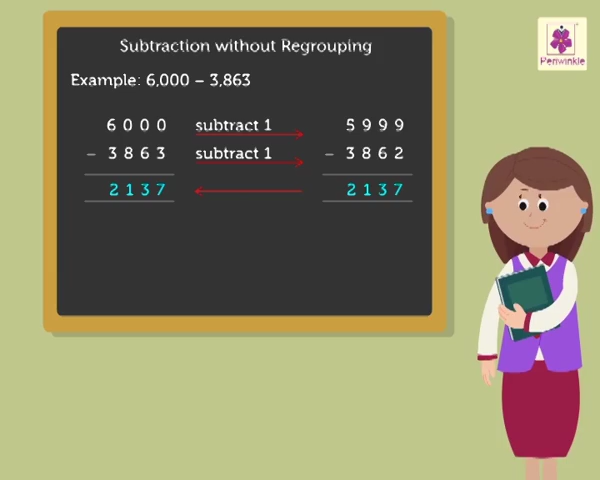 Subtraction without Regrouping
Periwinkle
Example: 6,000 – 3,863
6 0 0 0 subtract 1 5 9 9 9
– 3 8 6 3 subtract 1 – 3 8 6 2
2 1 3 7 2 1 3 7